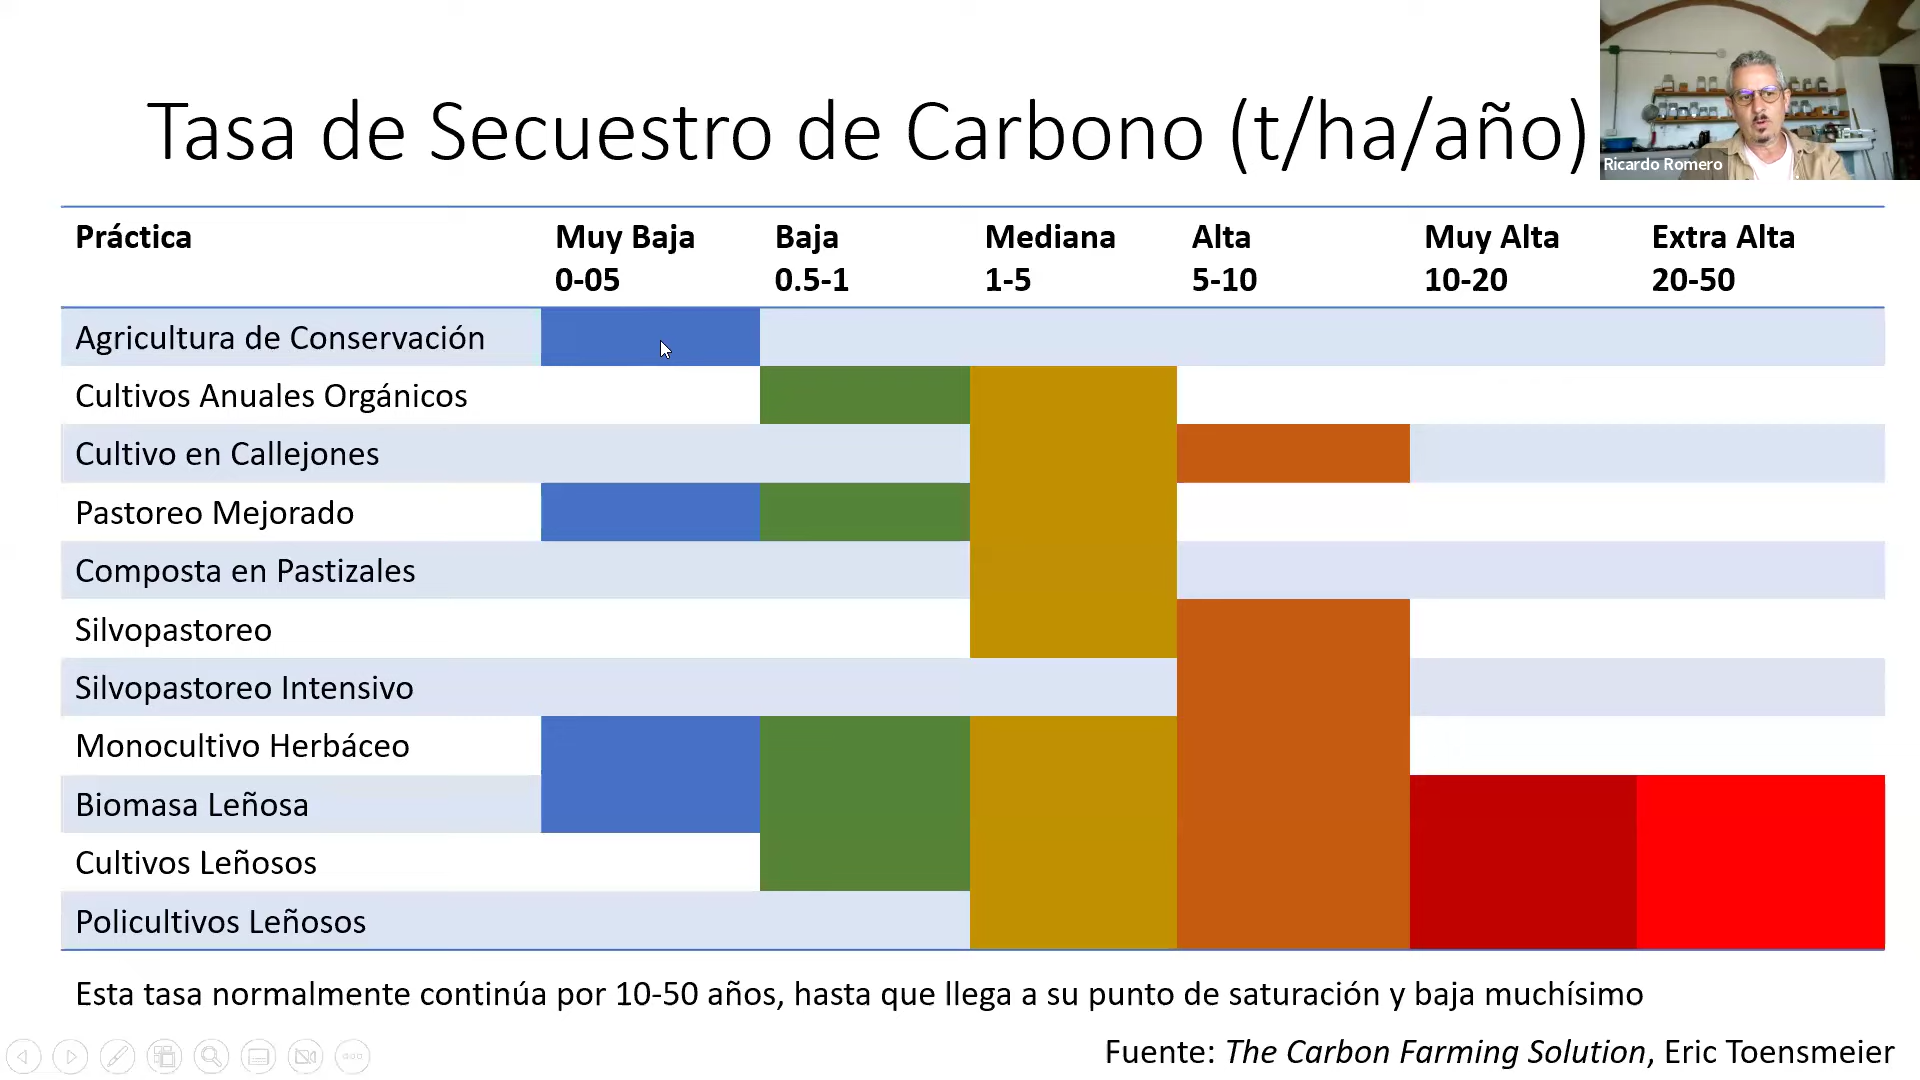 Tasa de Secuestro de Carbono (t/ha/año)
Ricardo Romero
Práctica Muy Baja Baja Mediana Alta Muy Alta Extra Alta
0-05 0.5-1 1-5 5-10 10-20 20-50
Agricultura de Conservación
Cultivos Anuales Orgánicos
Cultivo en Callejones
Pastoreo Mejorado
Composta en Pastizales
Silvopastoreo
Silvopastoreo Intensivo
Monocultivo Herbáceo
Biomasa Leñosa
Cultivos Leñosos
Policultivos Leñosos
Esta tasa normalmente continúa por 10-50 años, hasta que llega a su punto de saturación y baja muchísimo
Fuente: The Carbon Farming Solution, Eric Toensmeier